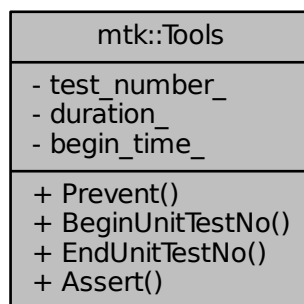 mtk::Tools
- test_number_
- duration_
- begin_time_
+ Prevent()
+ BeginUnitTestNo()
+ EndUnitTestNo()
+ Assert()